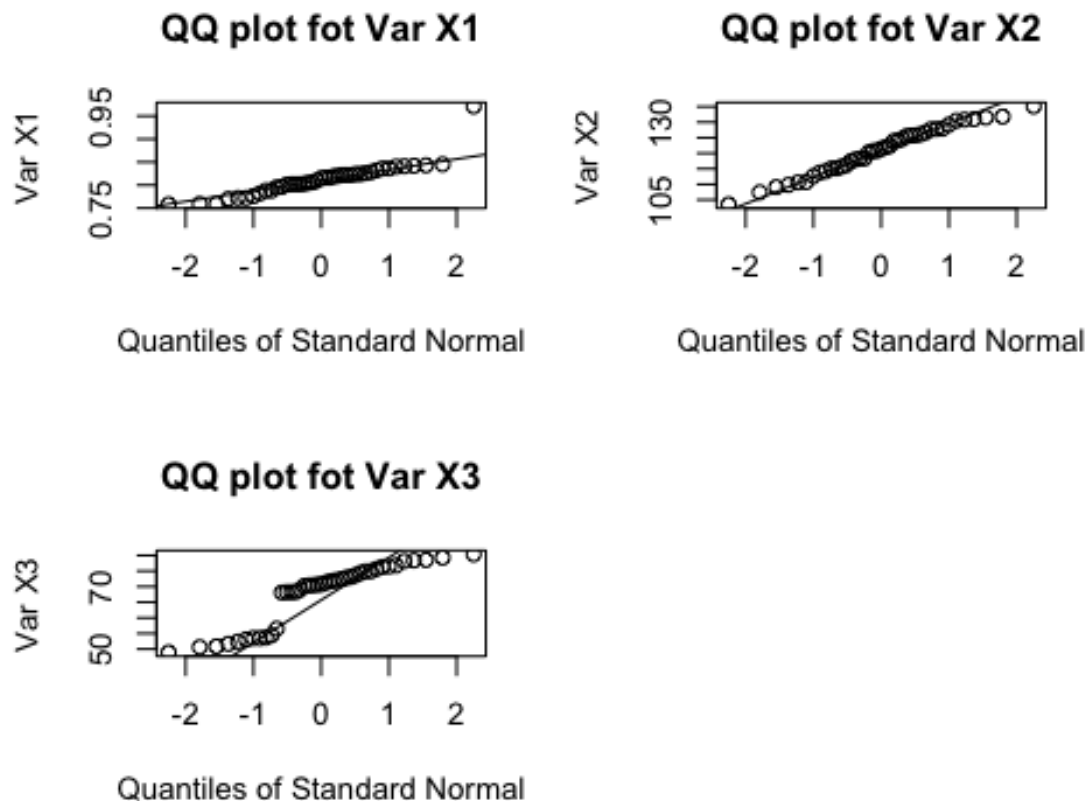 QQ plot fot Var X1
Var X1
0.75 0.95
-2 -1 0 1 2
Quantiles of Standard Normal
QQ plot fot Var X2
Var X2
105 130
-2 -1 0 1 2
Quantiles of Standard Normal
QQ plot fot Var X3
Var X3
50 70
-2 -1 0 1 2
Quantiles of Standard Normal